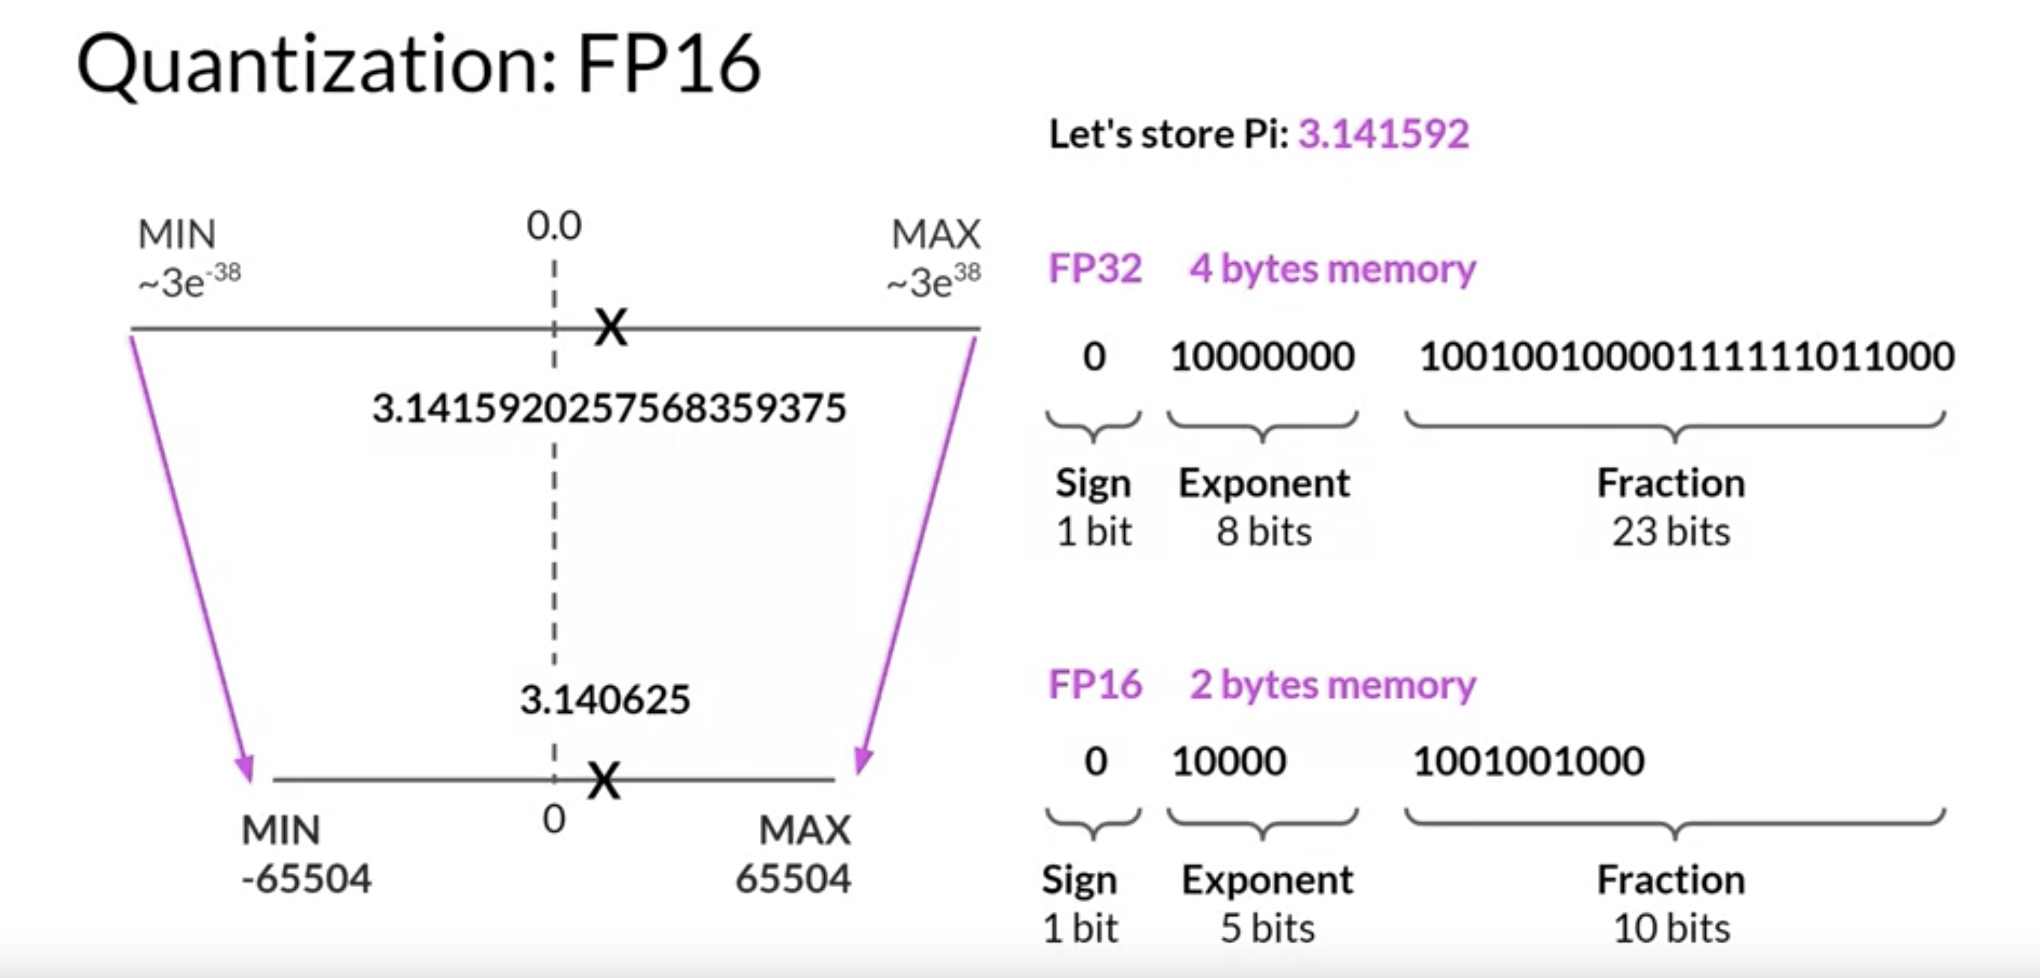 Quantization: FP16
Let's store Pi: 3.141592
MIN
~3e-38
0.0
MAX
~3e38
X
3.1415920257568359375
3.140625
X
MIN
-65504
0
MAX
65504
FP32 4 bytes memory
0 10000000 10010010000111111011000
Sign Exponent Fraction
1 bit 8 bits 23 bits
FP16 2 bytes memory
0 10000 1001001000
Sign Exponent Fraction
1 bit 5 bits 10 bits